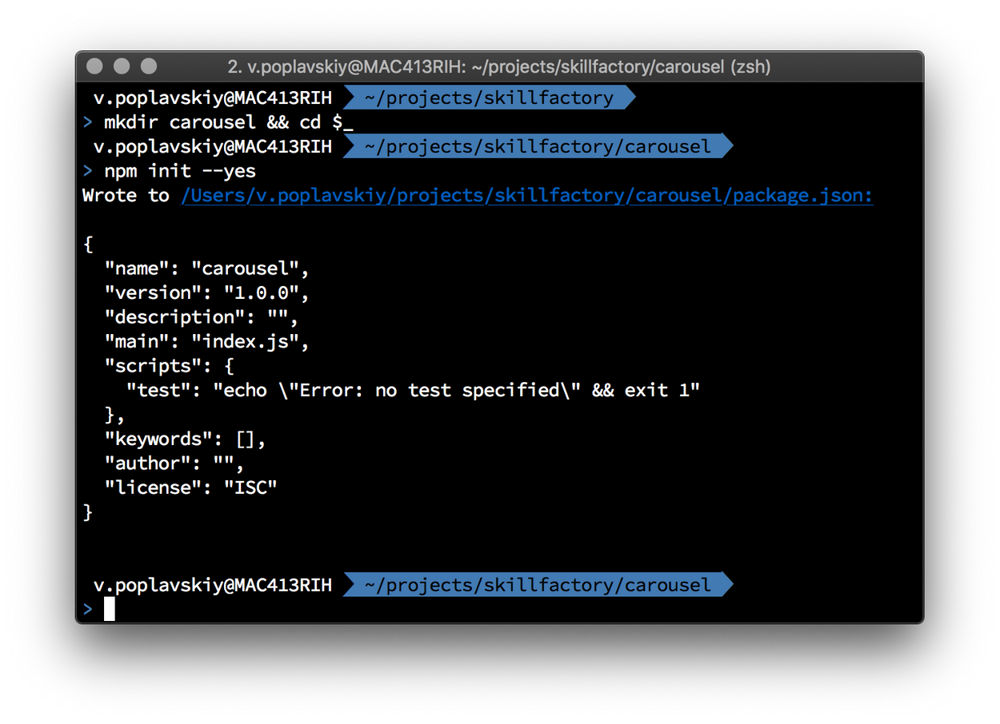 2. v.poplavskiy@MAC413RIH: ~/projects/skillfactory/carousel (zsh)
v.poplavskiy@MAC413RIH ~/projects/skillfactory
> mkdir carousel && cd $_
v.poplavskiy@MAC413RIH ~/projects/skillfactory/carousel
> npm init --yes
Wrote to /Users/v.poplavskiy/projects/skillfactory/carousel/package.json:
{
  "name": "carousel",
  "version": "1.0.0",
  "description": "",
  "main": "index.js",
  "scripts": {
    "test": "echo \"Error: no test specified\" && exit 1"
  },
  "keywords": [],
  "author": "",
  "license": "ISC"
}
v.poplavskiy@MAC413RIH ~/projects/skillfactory/carousel
>